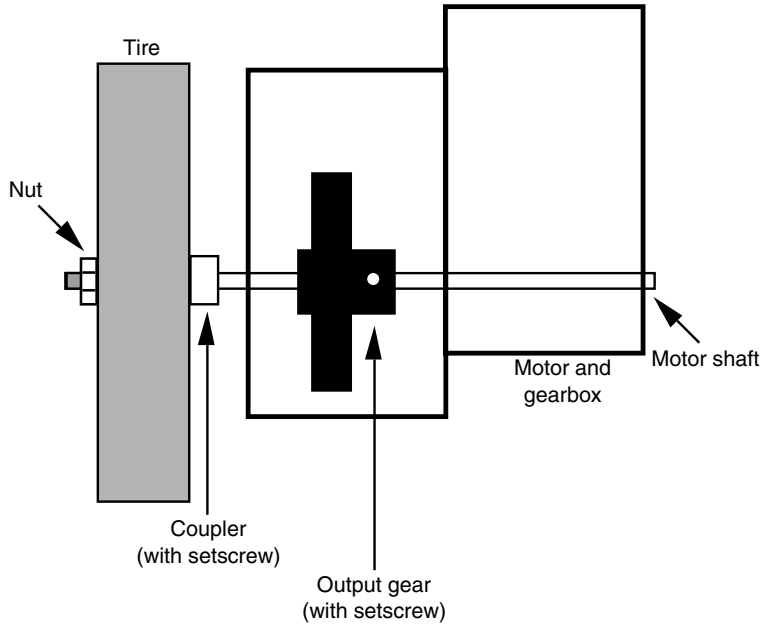 Tire
Nut
Motor and
gearbox
Motor shaft
Coupler
(with setscrew)
Output gear
(with setscrew)